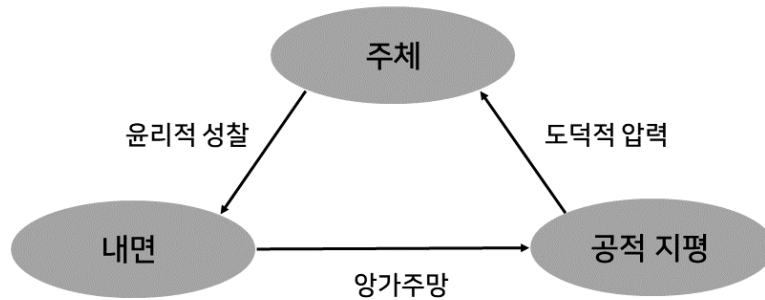 주체
윤리적 성찰
도덕적 압력
내면
공적 지평
앙가주망